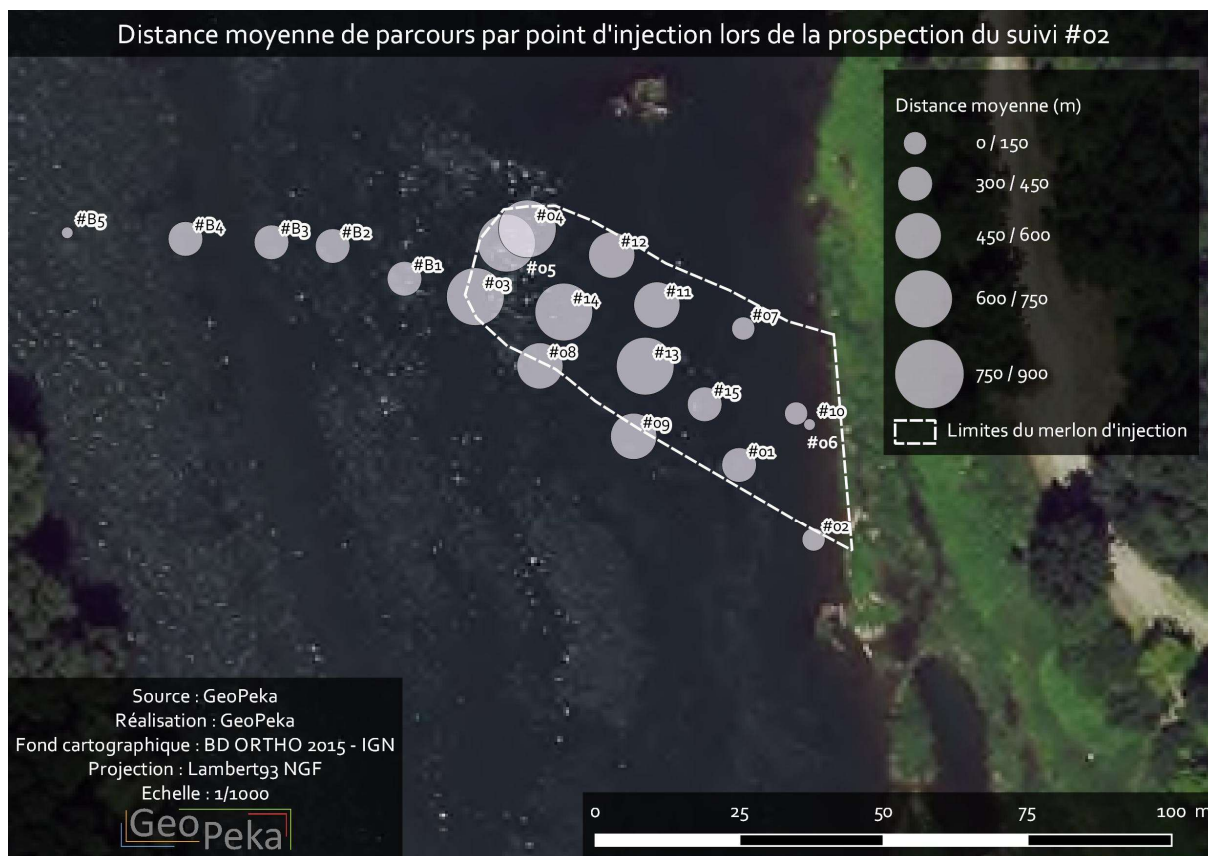 Distance moyenne de parcours par point d'injection lors de la prospection du suivi #02
Distance moyenne (m)
0 / 150
300 / 450
450 / 600
600 / 750
750 / 900
Limites du merlon d'injection
#B5
#B4
#B3
#B2
#B1
#04
#05
#03
#12
#14
#11
#07
#08
#13
#15
#10
#06
#09
#01
#02
Source : GeoPeka
Réalisation : GeoPeka
Fond cartographique : BD ORTHO 2015 - IGN
Projection : Lambert93 NGF
Echelle : 1/1000
GeoPeka
0 25 50 75 100 m